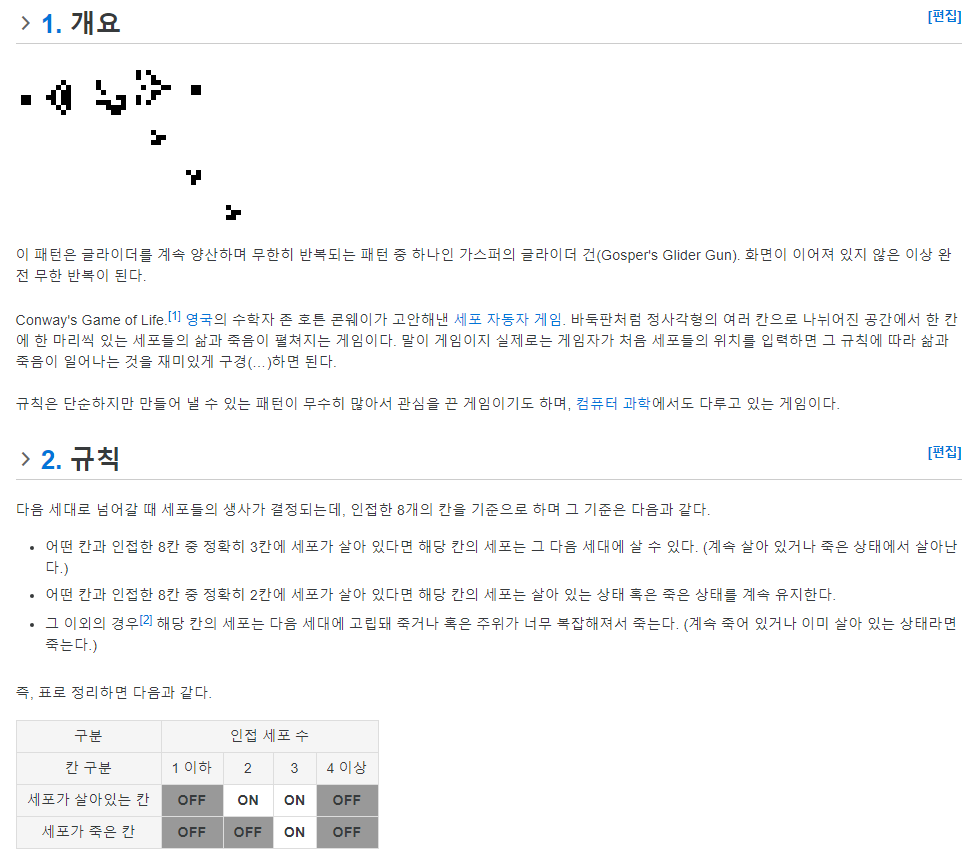 1. 개요
[편집]
이 패턴은 글라이더를 계속 양산하며 무한히 반복되는 패턴 중 하나인 가스퍼의 글라이더 건(Gosper's Glider Gun). 화면이 이어져 있지 않은 이상 완
전 무한 반복이 된다.
Conway's Game of Life.[1] 영국의 수학자 존 호튼 콘웨이가 고안해낸 세포 자동자 게임. 바둑판처럼 정사각형의 여러 칸으로 나뉘어진 공간에서 한 칸
에 한 마리씩 있는 세포들의 삶과 죽음이 펼쳐지는 게임이다. 말이 게임이지 실제로는 게임자가 처음 세포들의 위치를 입력하면 그 규칙에 따라 삶과
죽음이 일어나는 것을 재미있게 구경(…)하면 된다.
규칙은 단순하지만 만들어 낼 수 있는 패턴이 무수히 많아서 관심을 끈 게임이기도 하며, 컴퓨터 과학에서도 다루고 있는 게임이다.
2. 규칙
[편집]
다음 세대로 넘어갈 때 세포들의 생사가 결정되는데, 인접한 8개의 칸을 기준으로 하며 그 기준은 다음과 같다.
• 어떤 칸과 인접한 8칸 중 정확히 3칸에 세포가 살아 있다면 해당 칸의 세포는 그 다음 세대에 살 수 있다. (계속 살아 있거나 죽은 상태에서 살아난
다.)
• 어떤 칸과 인접한 8칸 중 정확히 2칸에 세포가 살아 있다면 해당 칸의 세포는 살아 있는 상태 혹은 죽은 상태를 계속 유지한다.
• 그 이외의 경우[2] 해당 칸의 세포는 다음 세대에 고립돼 죽거나 혹은 주위가 너무 복잡해져서 죽는다. (계속 죽어 있거나 이미 살아 있는 상태라면
죽는다.)
즉, 표로 정리하면 다음과 같다.
구분 인접 세포 수
칸 구분 1 이하 2 3 4 이상
세포가 살아있는 칸 OFF ON ON OFF
세포가 죽은 칸 OFF OFF ON OFF